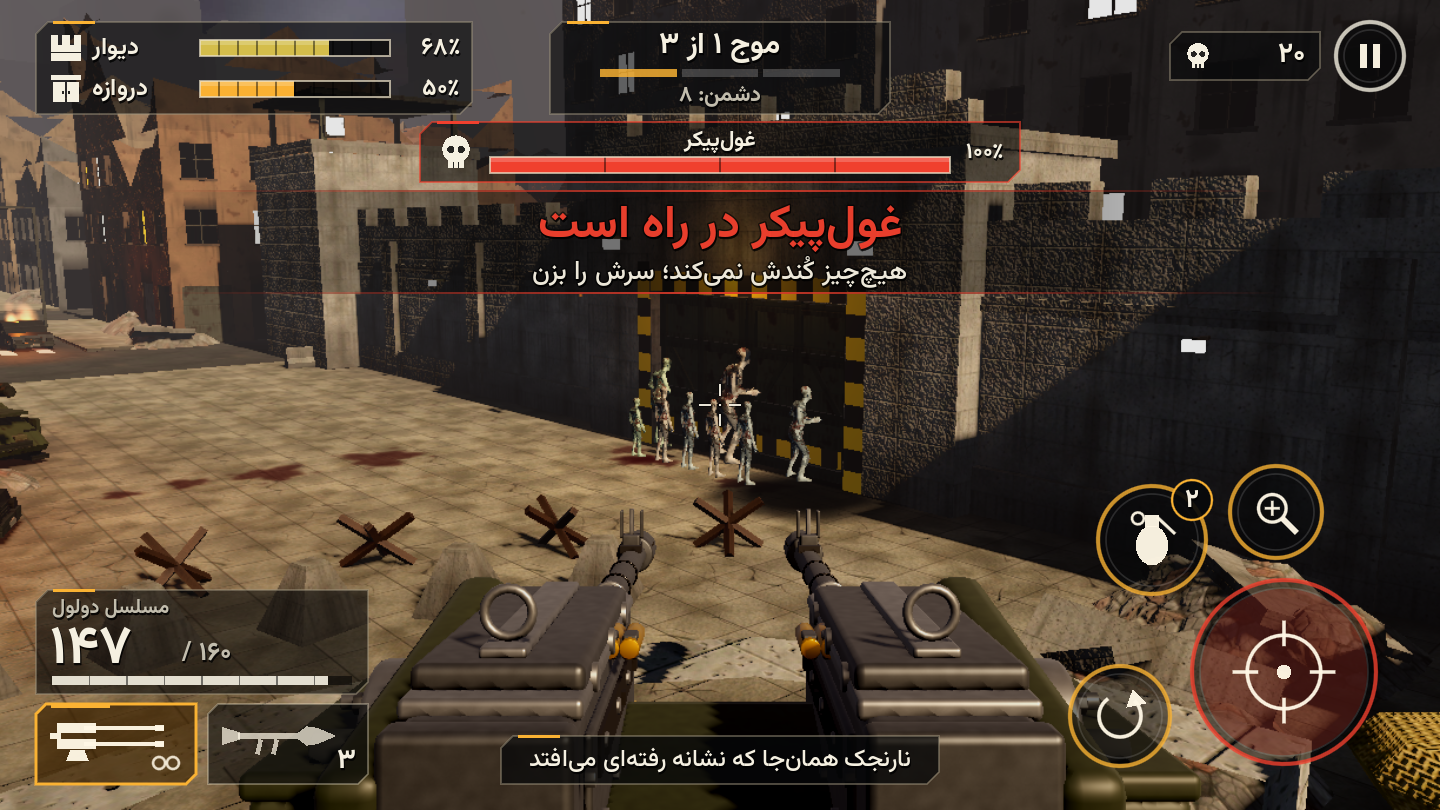 دیوار ۶۸٪
دروازه ۵۰٪
موج ۱ از ۳
دشمن: ۸
۲۰
غول‌پیکر
۱۰۰٪
غول‌پیکر در راه است
هیچ‌چیز کُندش نمی‌کند؛ سرش را بزن
۲
مسلسل دولول
۱۴۷ / ۱۶۰
∞
۳
نارنجک همان‌جا که نشانه رفته‌ای می‌افتد